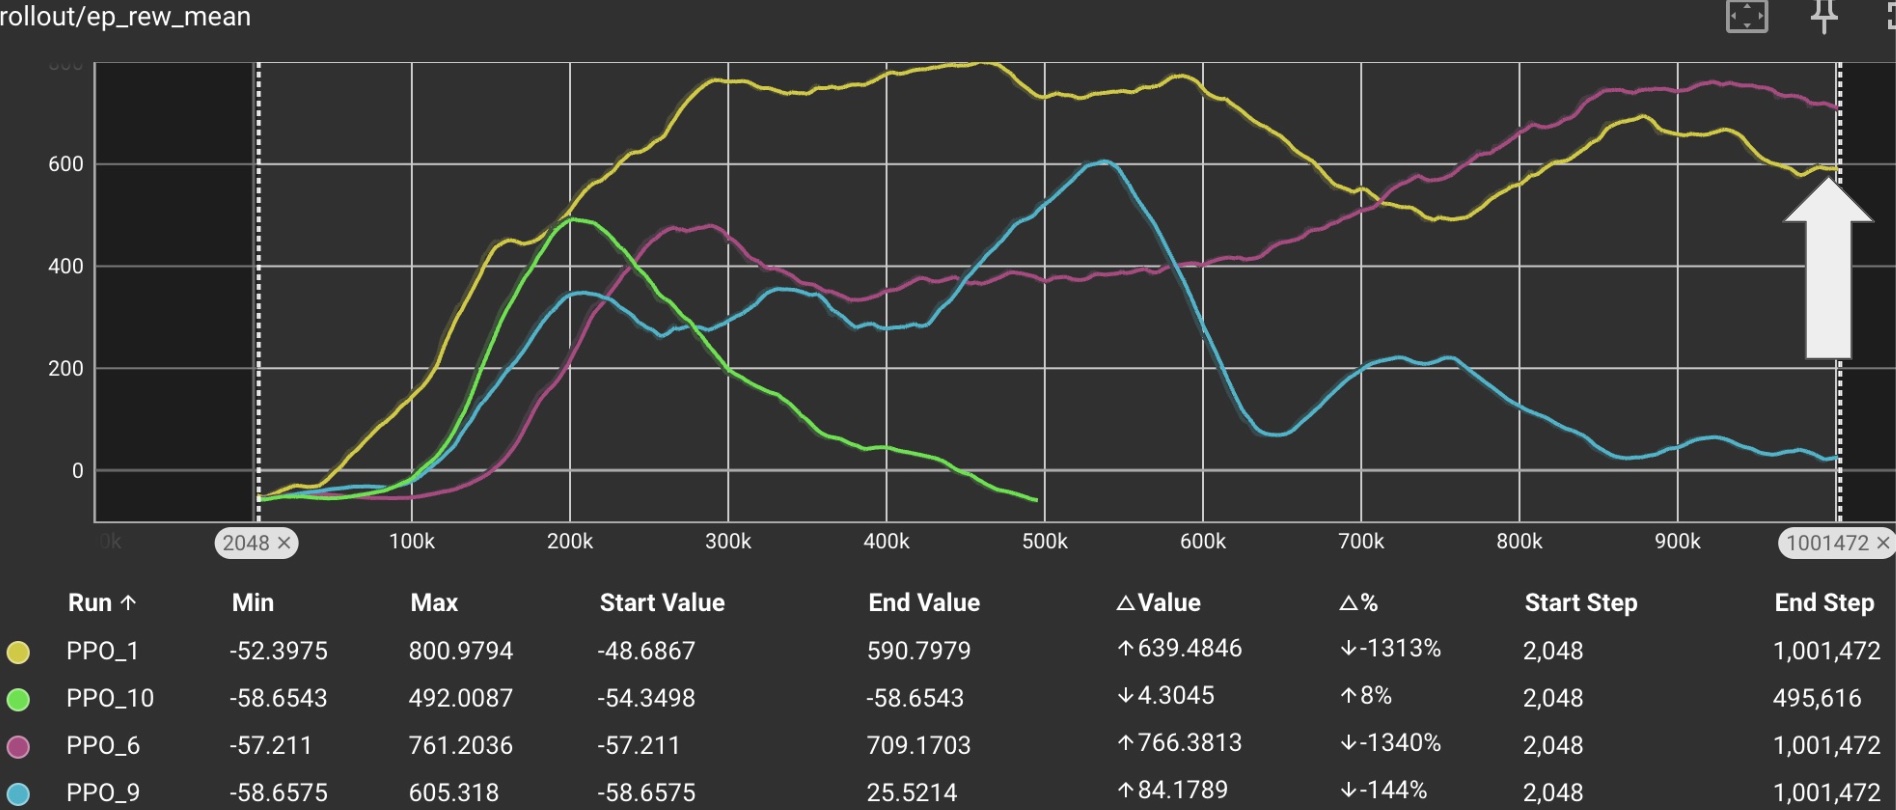 rollout/ep_rew_mean
800
600
400
200
0
0k
2048 ×
100k 200k 300k 400k 500k 600k 700k 800k 900k
1001472 ×
Run ↑ Min Max Start Value End Value △Value △% Start Step End Step
PPO_1 -52.3975 800.9794 -48.6867 590.7979 ↑639.4846 ↓-1313% 2,048 1,001,472
PPO_10 -58.6543 492.0087 -54.3498 -58.6543 ↓4.3045 ↑8% 2,048 495,616
PPO_6 -57.211 761.2036 -57.211 709.1703 ↑766.3813 ↓-1340% 2,048 1,001,472
PPO_9 -58.6575 605.318 -58.6575 25.5214 ↑84.1789 ↓-144% 2,048 1,001,472